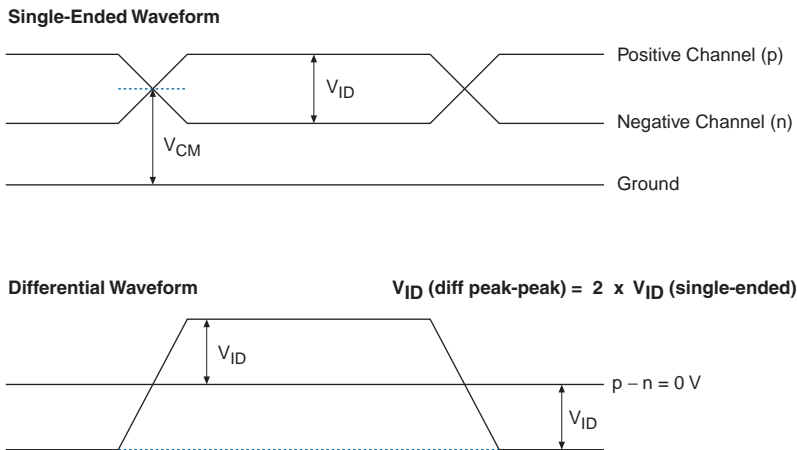 Single-Ended Waveform
Positive Channel (p)
VID
Negative Channel (n)
VCM
Ground
Differential Waveform
VID (diff peak-peak) = 2 x VID (single-ended)
VID
p − n = 0 V
VID